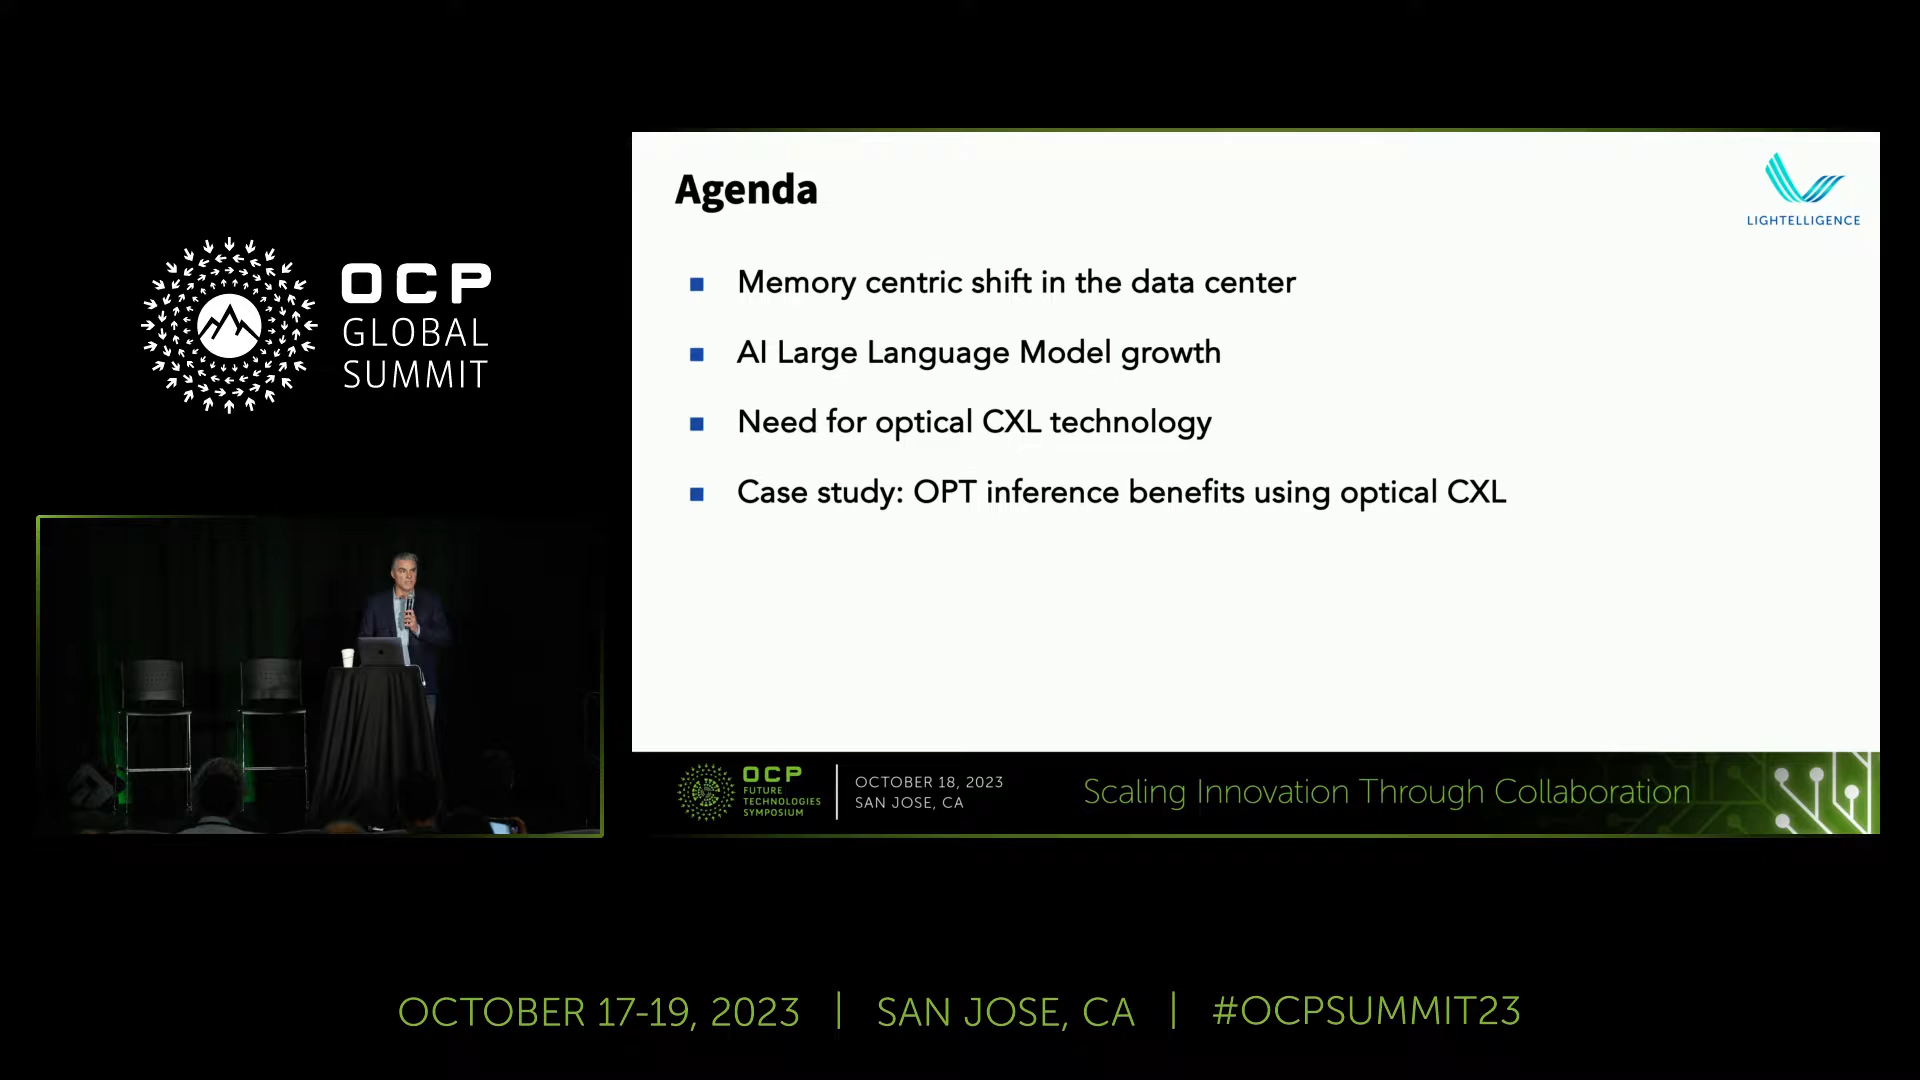 OCP
GLOBAL
SUMMIT
Agenda
LIGHTELLIGENCE
Memory centric shift in the data center
AI Large Language Model growth
Need for optical CXL technology
Case study: OPT inference benefits using optical CXL
OCP
FUTURE
TECHNOLOGIES
SYMPOSIUM
OCTOBER 18, 2023
SAN JOSE, CA
Scaling Innovation Through Collaboration
OCTOBER 17-19, 2023 | SAN JOSE, CA | #OCPSUMMIT23